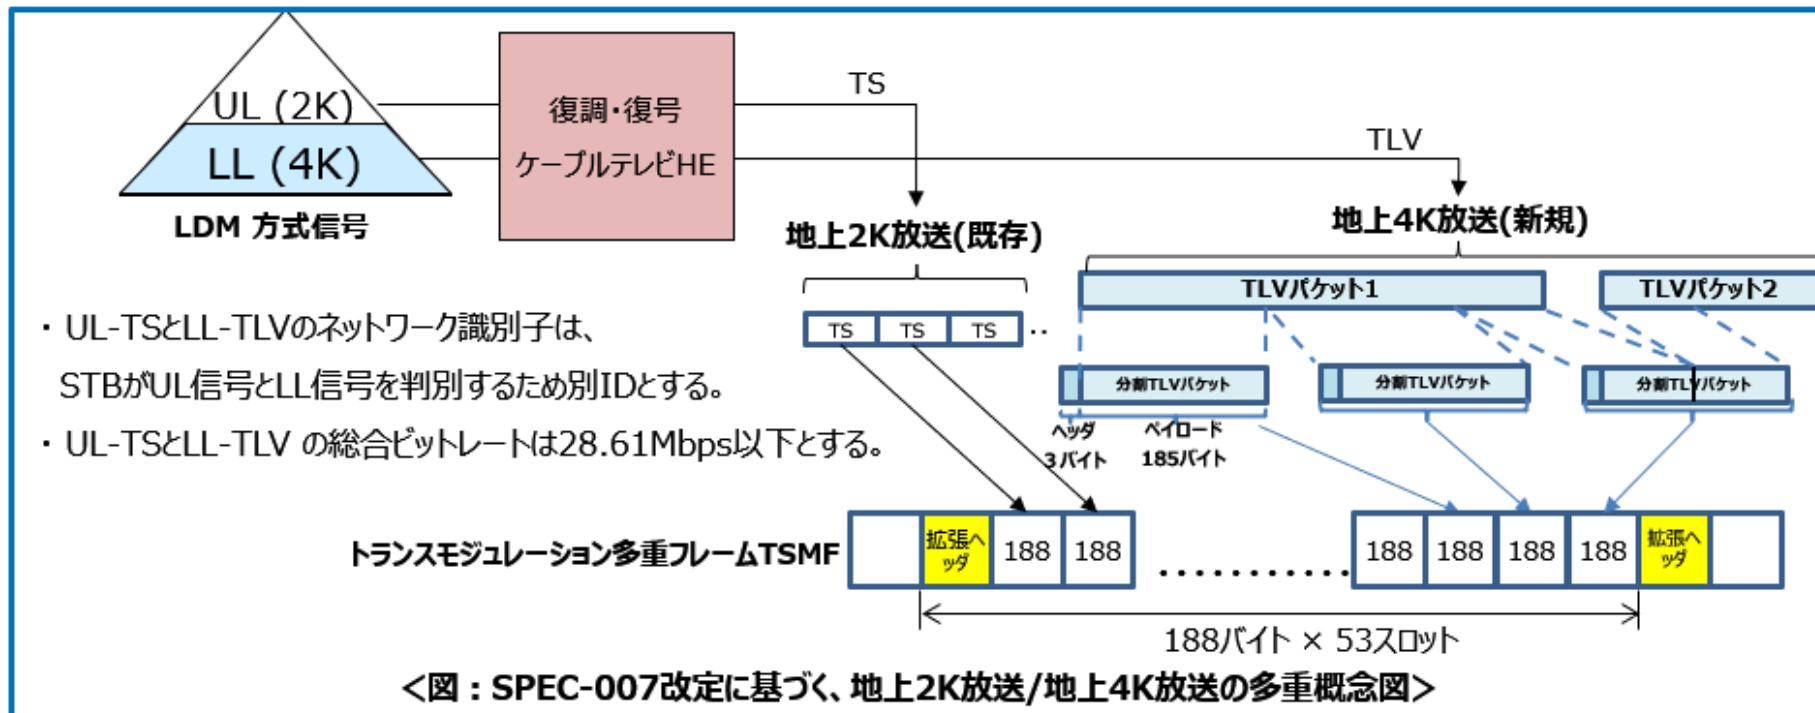 UL (2K)
LL (4K)
LDM 方式信号
復調・復号
ケーブルテレビHE
TS
TLV
地上2K放送(既存)
地上4K放送(新規)
TS TS TS ‥
TLVパケット1
TLVパケット2
分割TLVパケット
分割TLVパケット
分割TLVパケット
ヘッダ
3バイト
ペイロード
185バイト
・ UL-TSとLL-TLVのネットワーク識別子は、
STBがUL信号とLL信号を判別するため別IDとする。
・ UL-TSとLL-TLV の総合ビットレートは28.61Mbps以下とする。
トランスモジュレーション多重フレームTSMF
拡張ヘ
ッダ
188 188
188 188 188 188
拡張ヘ
ッダ
188バイト × 53スロット
<図：SPEC-007改定に基づく、地上2K放送/地上4K放送の多重概念図>